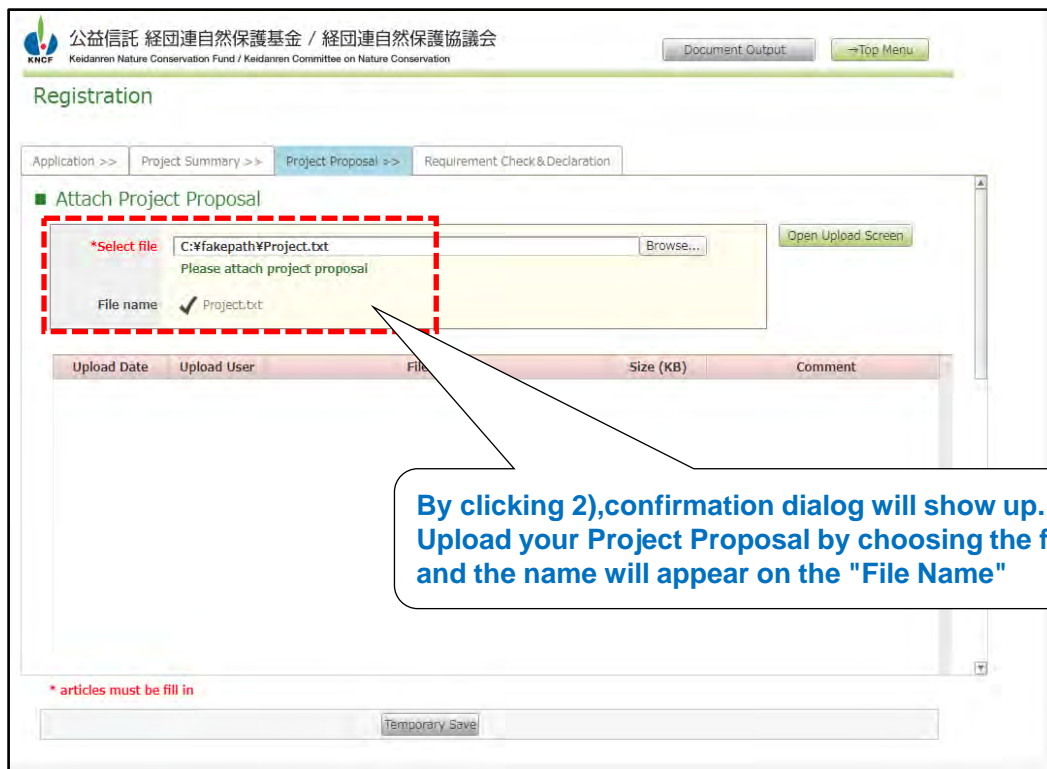 公益信託 経団連自然保護基金 / 経団連自然保護協議会
KNCF Keidanren Nature Conservation Fund / Keidanren Committee on Nature Conservation
Document Output →Top Menu
Registration
Application >> Project Summary >> Project Proposal >> Requirement Check&Declaration
■ Attach Project Proposal
*Select file C:¥fakepath¥Project.txt Browse... Open Upload Screen
Please attach project proposal
File name ✓ Project.txt
Upload Date Upload User File Size (KB) Comment
By clicking 2),confirmation dialog will show up.
Upload your Project Proposal by choosing the f
and the name will appear on the "File Name"
* articles must be fill in
Temporary Save